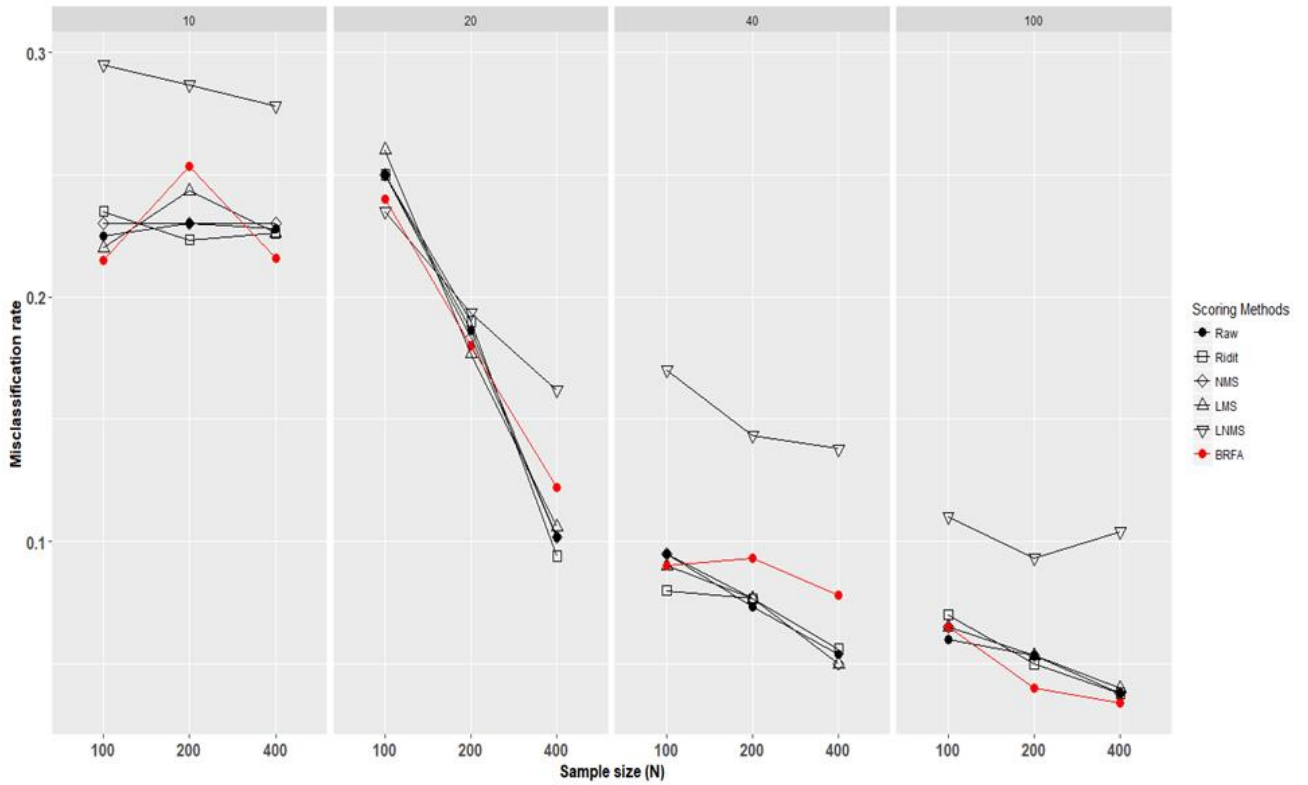 10 20 40 100
0.3
0.2
0.1
Misclassification rate
100 200 400 100 200 400 100 200 400 100 200 400
Sample size (N)
Scoring Methods
Raw
Ridit
NMS
LMS
LNMS
BRFA